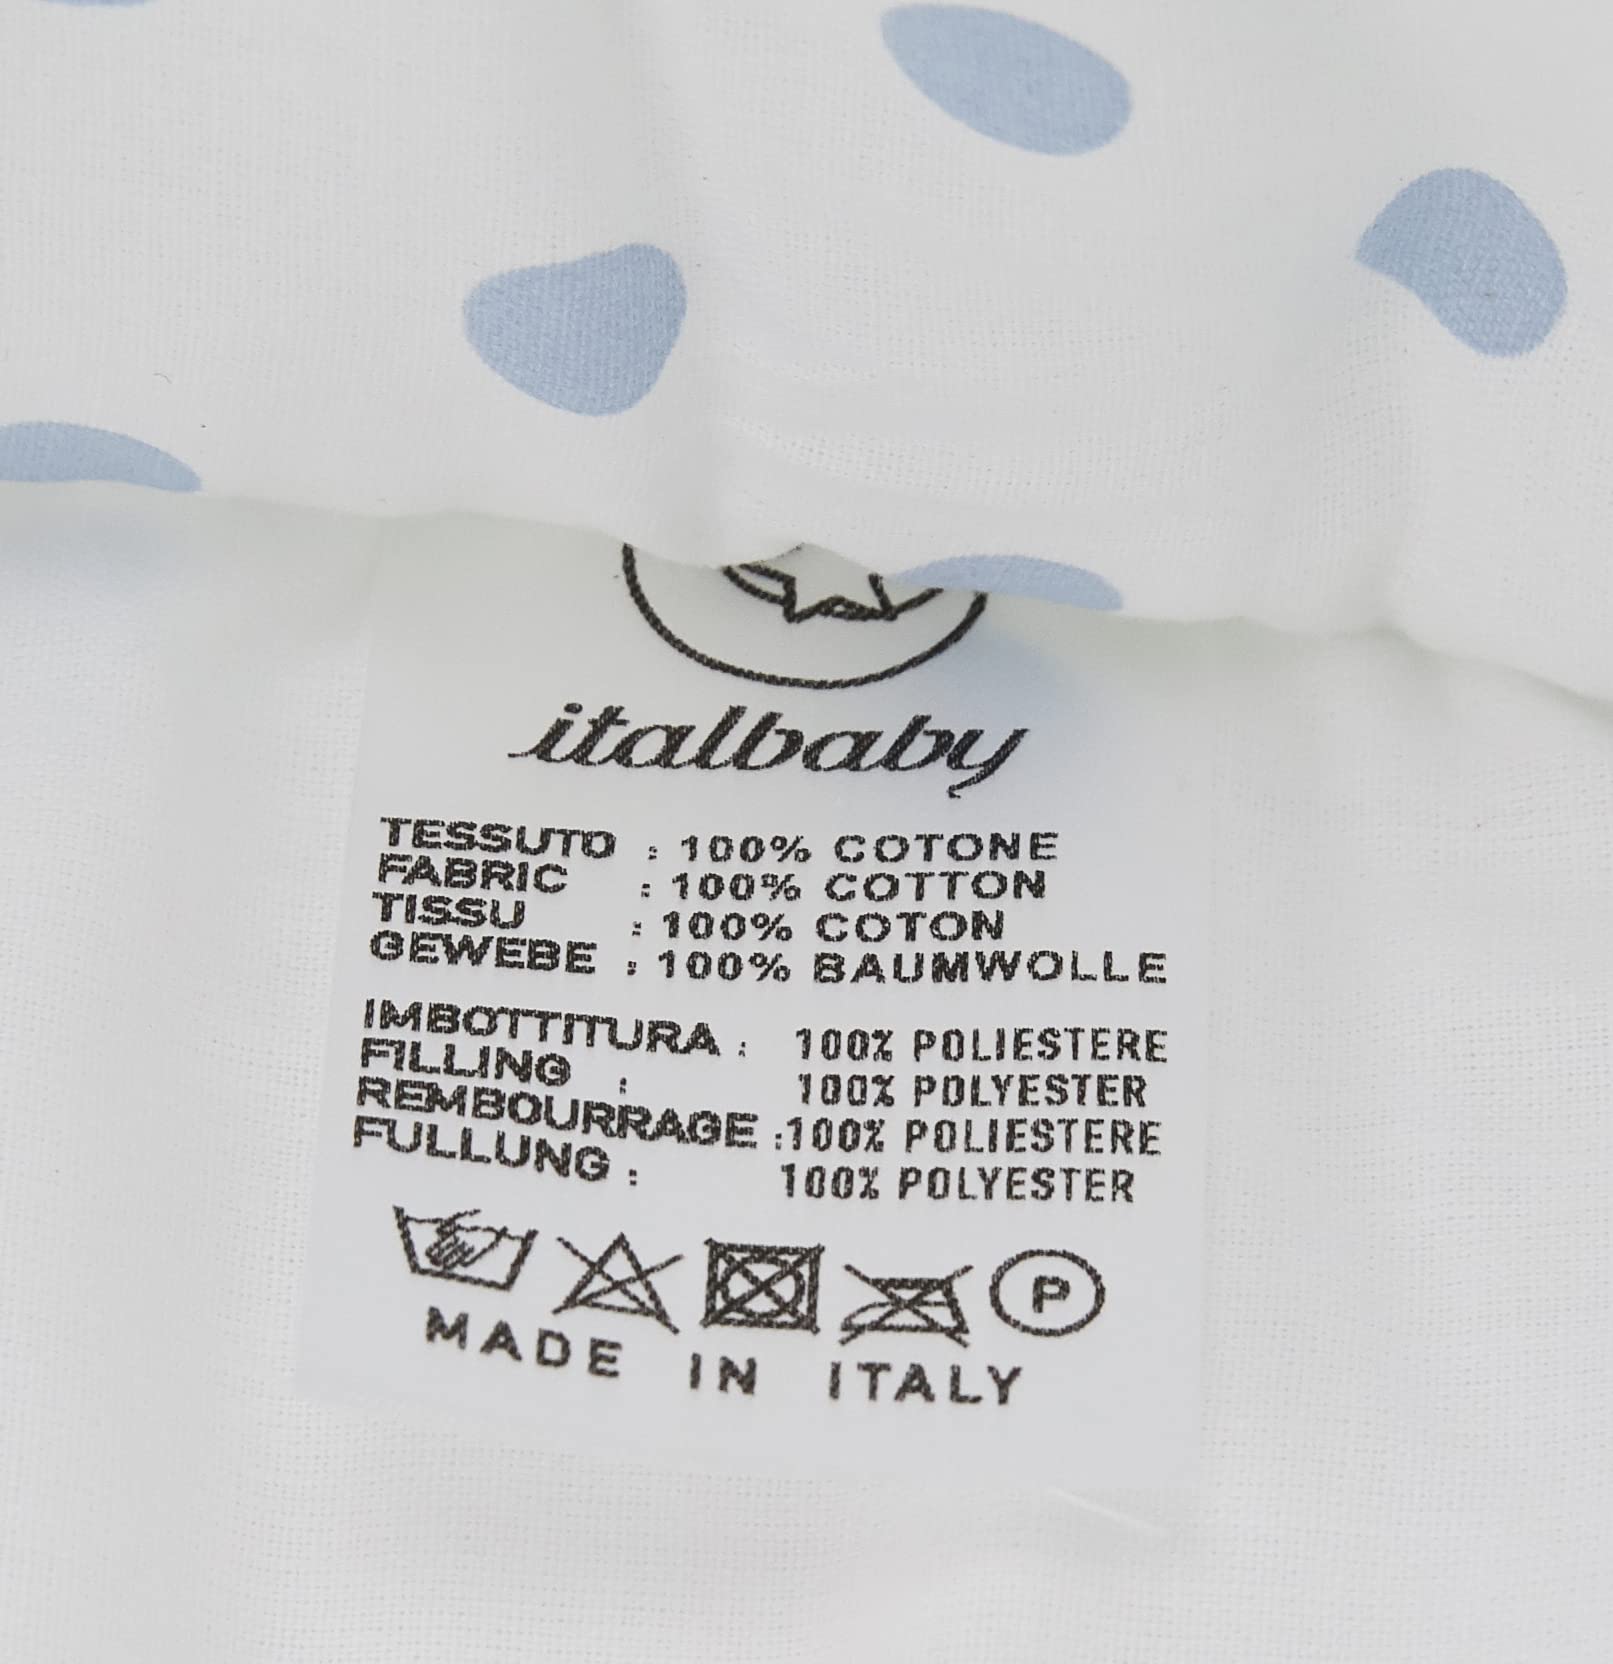 italbaby
TESSUTO : 100% COTONE
FABRIC : 100% COTTON
TISSU : 100% COTON
GEWEBE : 100% BAUMWOLLE
IMBOTTITURA : 100% POLIESTERE
FILLING : 100% POLYESTER
REMBOURRAGE :100% POLIESTERE
FULLUNG : 100% POLYESTER
P
MADE IN ITALY